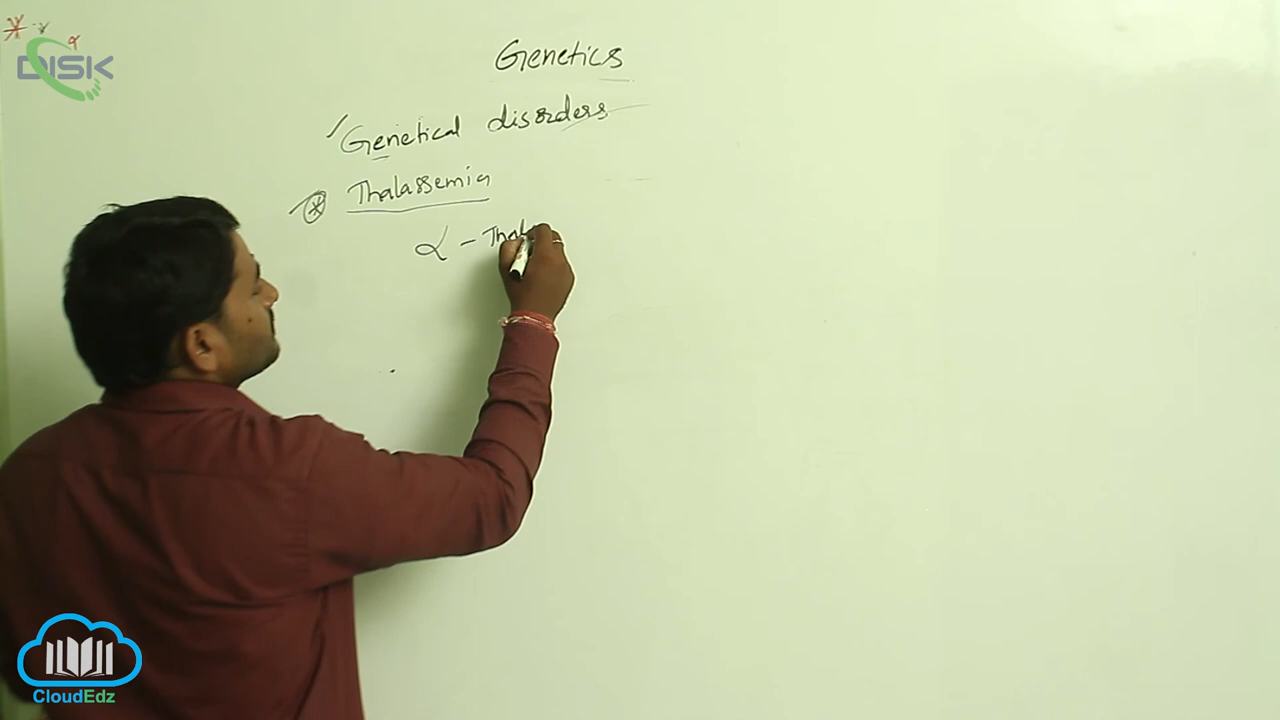 DISK
Genetics
Genetical disorders
* Thalassemia
α - Thal
CloudEdz